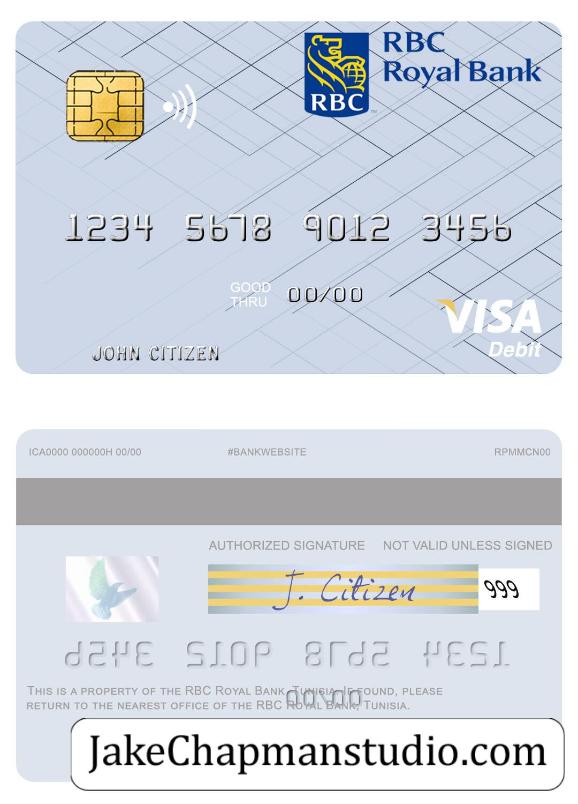 RBC
Royal Bank
RBC
1234 5678 9012 3456
GOOD
THRU 00/00
VISA
Debit
JOHN CITIZEN
ICA0000 000000H 00/00 #BANKWEBSITE RPMMCN00
AUTHORIZED SIGNATURE NOT VALID UNLESS SIGNED
J. Citizen 999
1234 5678 9012 3456
THIS IS A PROPERTY OF THE RBC ROYAL BANK, TUNISIA. IF FOUND, PLEASE
00/00
RETURN TO THE NEAREST OFFICE OF THE RBC ROYAL BANK, TUNISIA.
JakeChapmanstudio.com